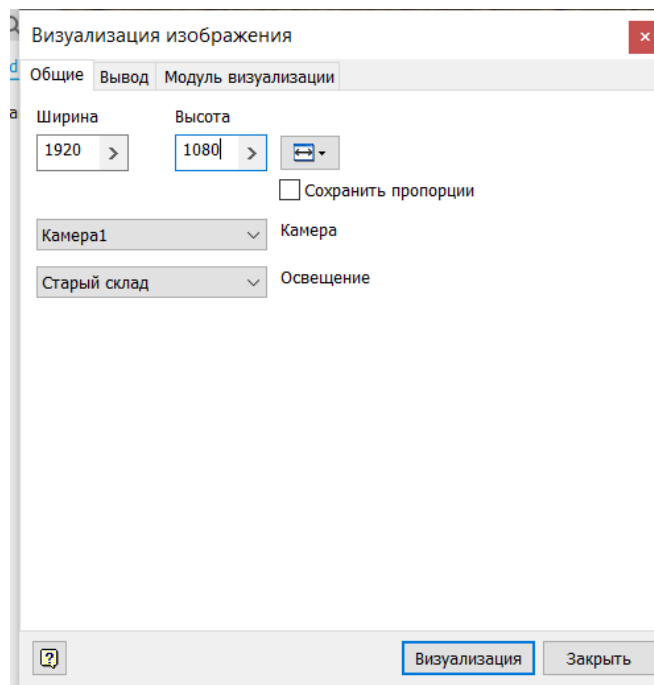 Визуализация изображения
Общие Вывод Модуль визуализации
d
a
Ширина Высота
1920 1080
Сохранить пропорции
Камера1 Камера
Старый склад Освещение
Визуализация Закрыть